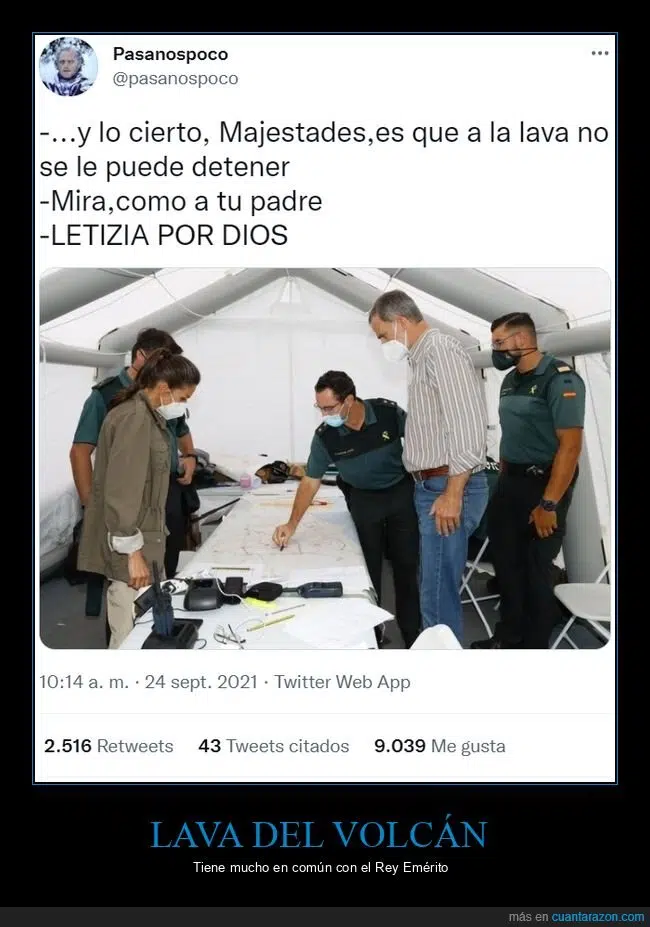 Pasanospoco
@pasanospoco
-...y lo cierto, Majestades,es que a la lava no
se le puede detener
-Mira,como a tu padre
-LETIZIA POR DIOS
10:14 a. m. · 24 sept. 2021 · Twitter Web App
2.516 Retweets 43 Tweets citados 9.039 Me gusta
LAVA DEL VOLCÁN
Tiene mucho en común con el Rey Emérito
más en cuantarazon.com